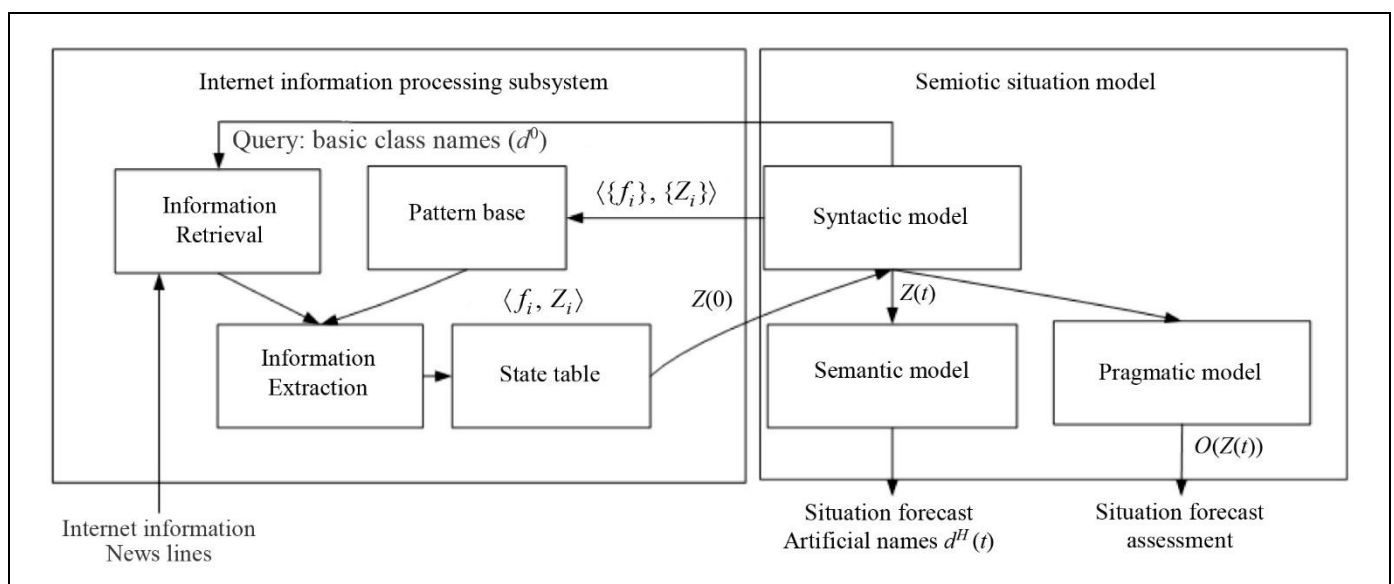 Internet information processing subsystem
Semiotic situation model
Query: basic class names (d⁰)
Information
Retrieval
Pattern base
⟨{fᵢ}, {Zᵢ}⟩
Syntactic model
⟨fᵢ, Zᵢ⟩
Z(0)
Z(t)
Information
Extraction
State table
Semantic model
Pragmatic model
O(Z(t))
Internet information
News lines
Situation forecast
Artificial names dᴴ(t)
Situation forecast
assessment